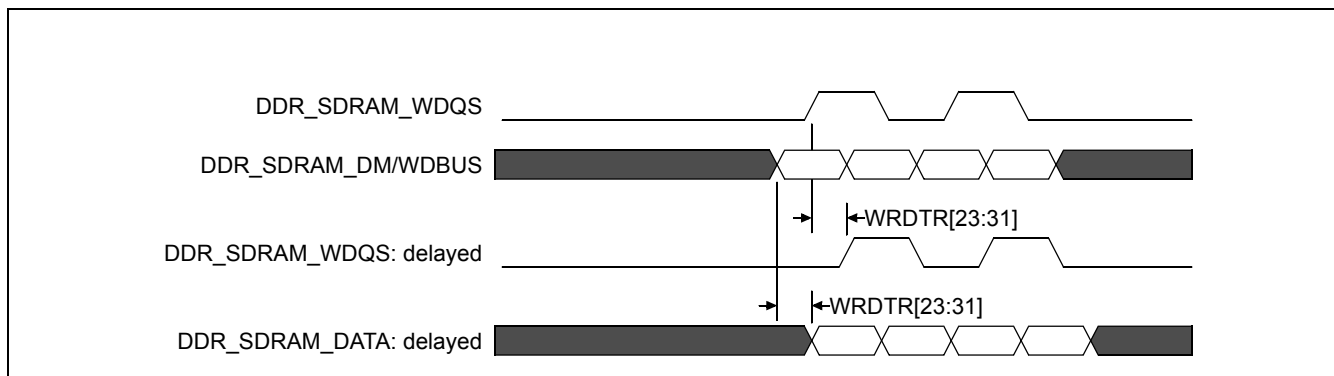 DDR_SDRAM_WDQS
DDR_SDRAM_DM/WDBUS
WRDTR[23:31]
DDR_SDRAM_WDQS: delayed
WRDTR[23:31]
DDR_SDRAM_DATA: delayed